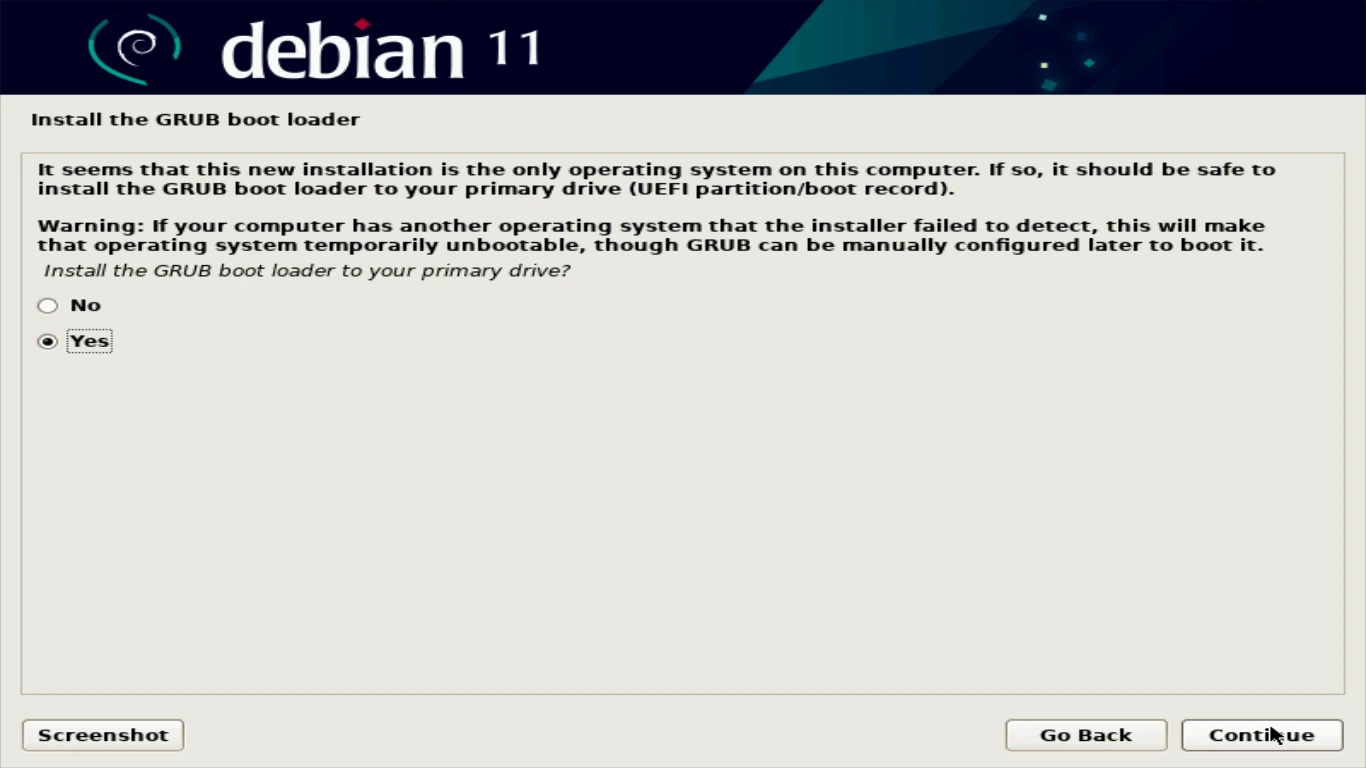 debian 11
Install the GRUB boot loader
It seems that this new installation is the only operating system on this computer. If so, it should be safe to
install the GRUB boot loader to your primary drive (UEFI partition/boot record).
Warning: If your computer has another operating system that the installer failed to detect, this will make
that operating system temporarily unbootable, though GRUB can be manually configured later to boot it.
Install the GRUB boot loader to your primary drive?
No
Yes
Screenshot
Go Back
Continue